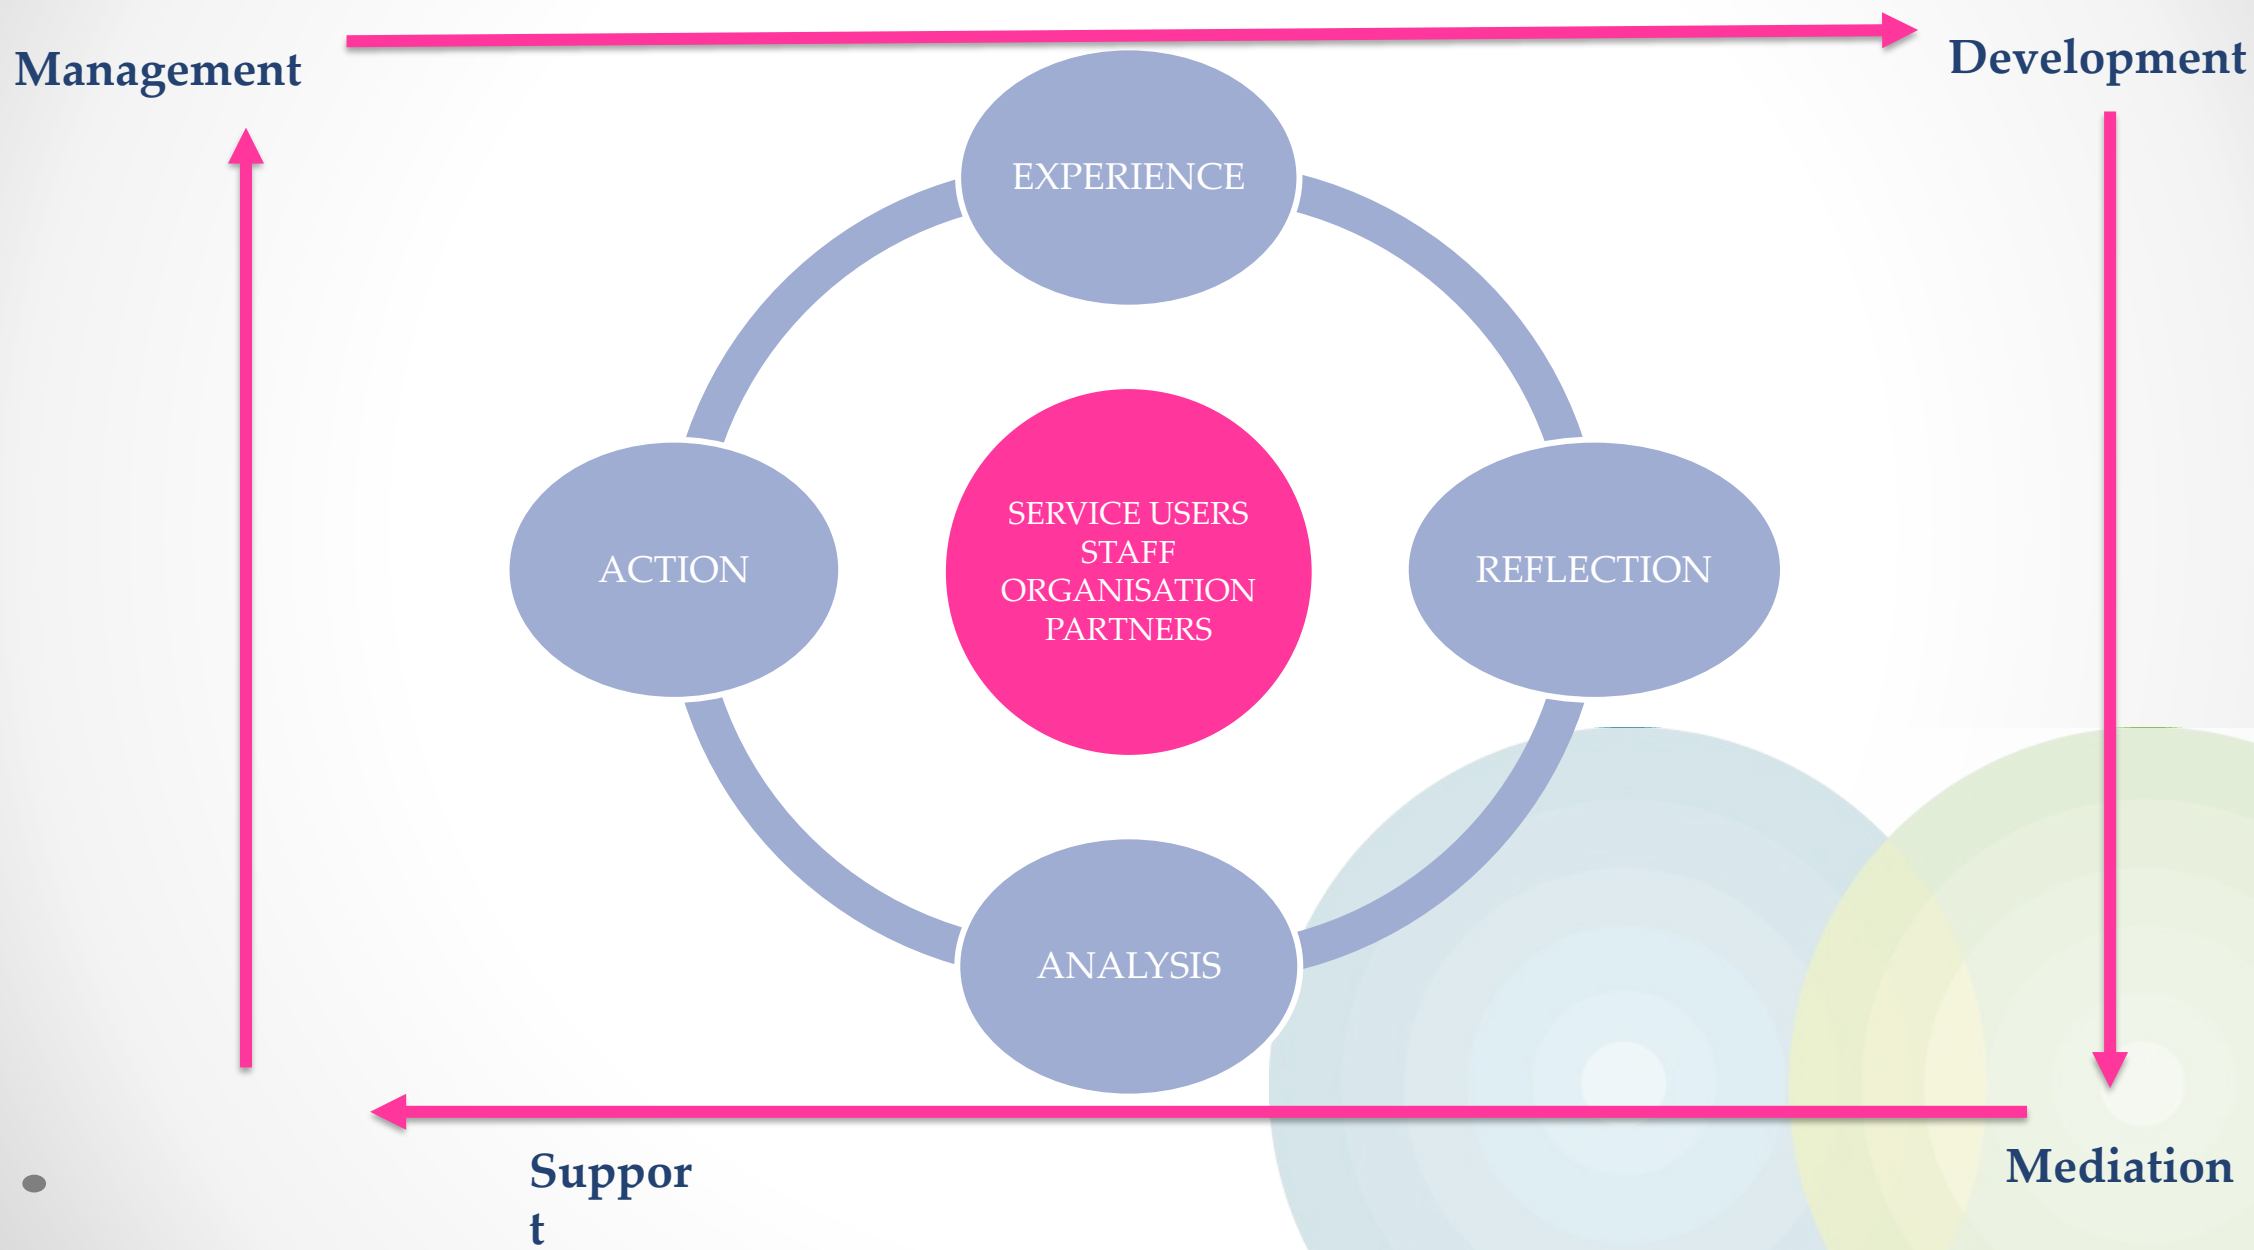 Management
Development
EXPERIENCE
SERVICE USERS
STAFF
ORGANISATION
PARTNERS
ACTION
REFLECTION
ANALYSIS
Suppor
t
Mediation